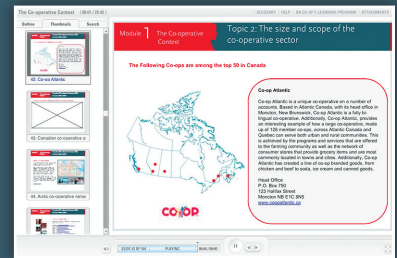 The Co-operative Context
GLOSSARY | HELP | ON CO-OP'S LEARNING PROGRAM | ATTACHMENTS
Outline Thumbnails Search
42. Co-op Atlantic
43. Canadian co-operative a
44. Arctic co-operative
Module 1 The Co-operative
Context
Topic 2: The size and scope of the
co-operative sector
The Following Co-ops are among the top 50 in Canada
CO-OP
Co-op Atlantic
Co-op Atlantic is a unique co-operative on a number of
accounts. Based in Atlantic Canada, with its head office in
Moncton, New Brunswick, Co-op Atlantic is a fully bi-
lingual co-operative. Additionally, Co-op Atlantic, provides
an interesting example of how a large co-operative, made
up of 128 member co-ops, across Atlantic Canada and
Quebec can serve both urban and rural communities. This
is achieved by the programs and services that are offered
to the farming community as well as the network of
consumer stores that provide grocery items and are most
commonly located in towns and cities. Additionally, Co-op
Atlantic has created a line of co-op branded goods, from
chicken and beef to soda, ice cream and canned goods.
Head Office
P.O. Box 750
123 Halifax Street
Moncton NB E1C 8N5
www.coopatlantic.ca
PLAYING